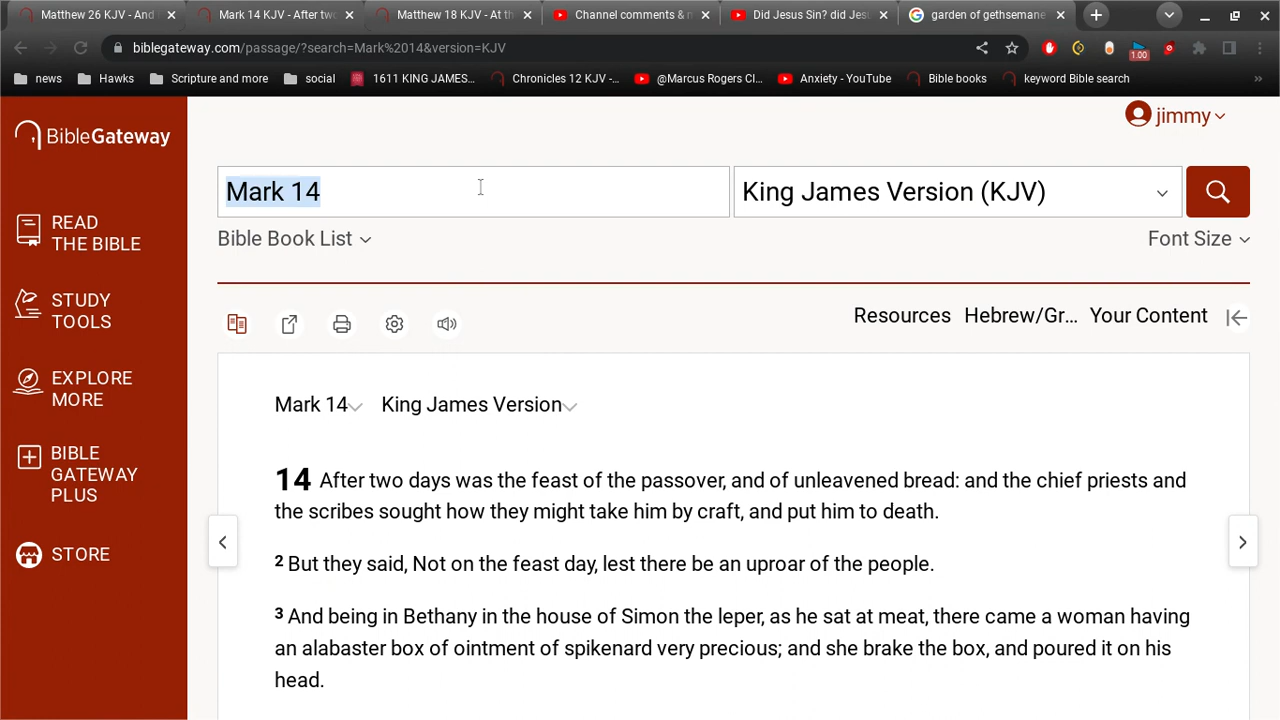 Matthew 26 KJV - And I
Mark 14 KJV - After two
Matthew 18 KJV - At th
Channel comments & n
Did Jesus Sin? did Jes
garden of gethsemane
biblegateway.com/passage/?search=Mark%2014&version=KJV
1.00
news
Hawks
Scripture and more
social
1611 KING JAMES...
Chronicles 12 KJV -...
@Marcus Rogers Cl...
Anxiety - YouTube
Bible books
keyword Bible search
»
BibleGateway
jimmy
Mark 14
King James Version (KJV)
Bible Book List
Font Size
READ
THE BIBLE
STUDY
TOOLS
EXPLORE
MORE
BIBLE
GATEWAY
PLUS
STORE
Resources
Hebrew/Gr...
Your Content
Mark 14
King James Version
14 After two days was the feast of the passover, and of unleavened bread: and the chief priests and
the scribes sought how they might take him by craft, and put him to death.
2 But they said, Not on the feast day, lest there be an uproar of the people.
3 And being in Bethany in the house of Simon the leper, as he sat at meat, there came a woman having
an alabaster box of ointment of spikenard very precious; and she brake the box, and poured it on his
head.